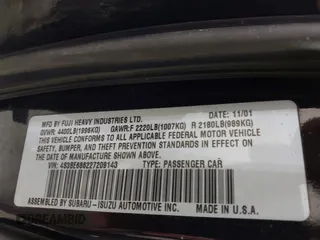 MFD. BY FUJI HEAVY INDUSTRIES LTD. DATE 11/01
GVWR: 4400LB(1996KG) GAWR:F 2220LB(1007KG) R 2180LB(989KG)
THIS VEHICLE CONFORMS TO ALL APPLICABLE FEDERAL MOTOR VEHICLE
SAFETY, BUMPER, AND THEFT PREVENTION STANDARDS IN EFFECT ON
THE DATE OF MANUFACTURE SHOWN ABOVE.
VIN: 4S3BE686227209143 TYPE: PASSENGER CAR
ASSEMBLED BY SUBARU-ISUZU AUTOMOTIVE INC. MADE IN U.S.A.